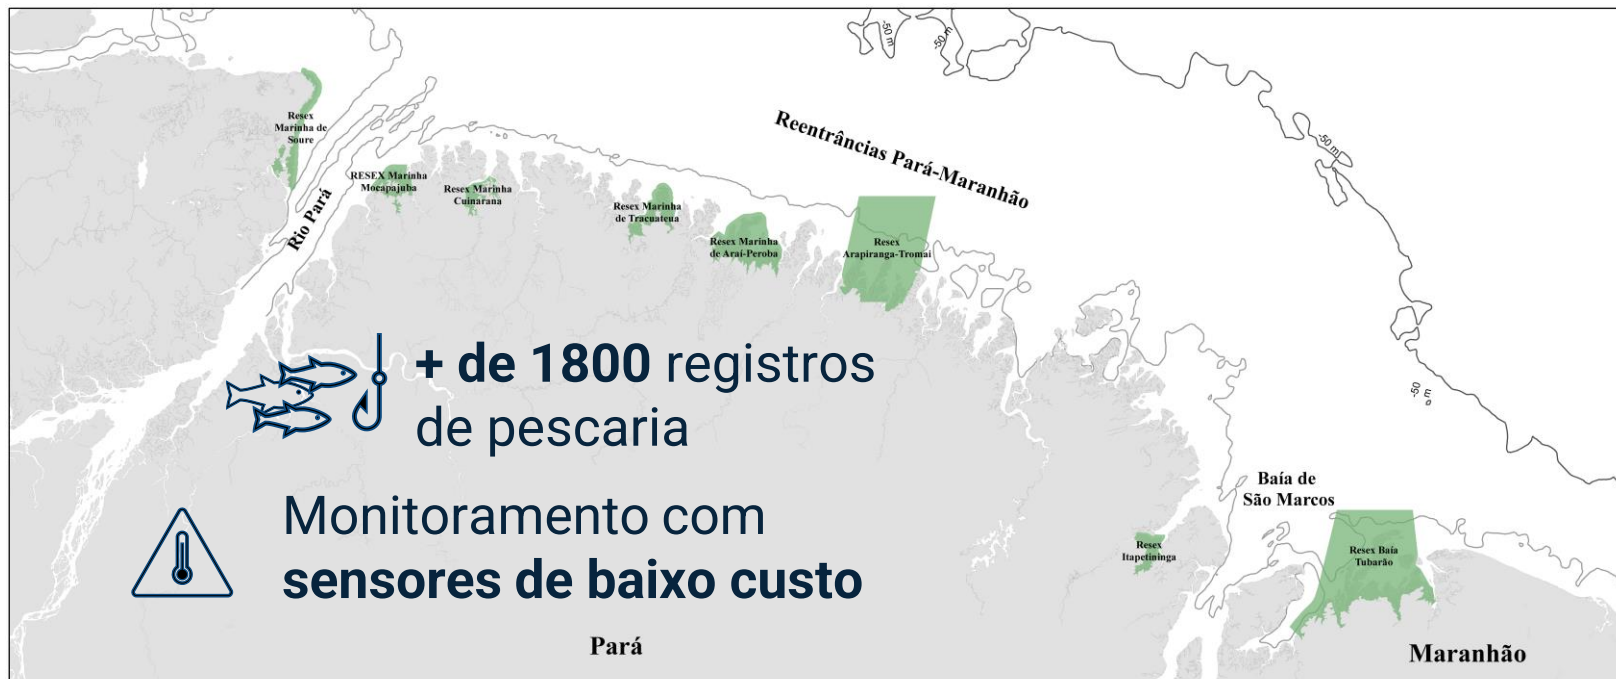 -50 m
-50 m
Resex
Marinha de
Soure
Reentrâncias Pará-Maranhão
-50 m
RESEX Marinha
Mocapajuba
Resex Marinha
Cuinarana
Rio Pará
Resex Marinha
de Tracuateua
Resex Marinha
de Araí-Peroba
Resex
Arapiranga-Tromaí
+ de 1800 registros
de pescaria
-50 m
Monitoramento com
sensores de baixo custo
Baía de
São Marcos
Resex
Itapetininga
Resex Baía
Tubarão
Pará
Maranhão